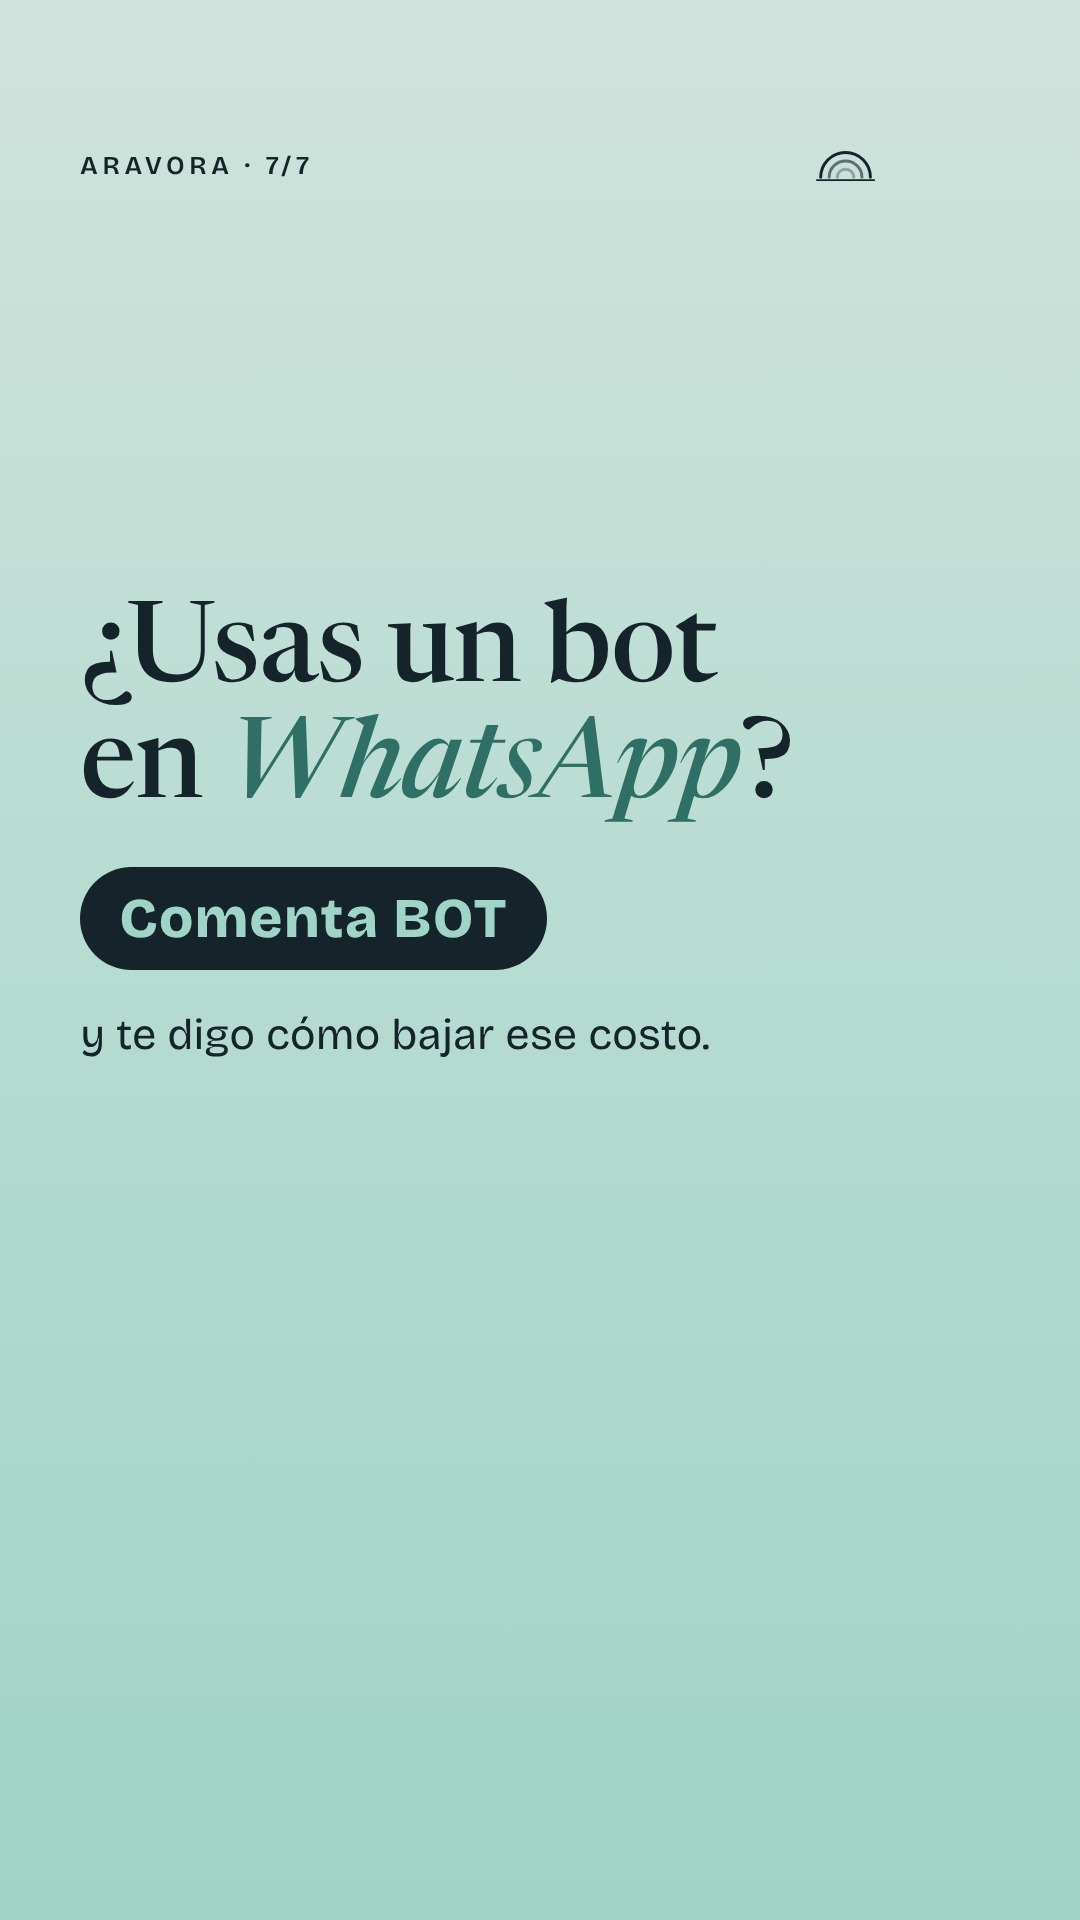 ARAVORA · 7/7
¿Usas un bot
en WhatsApp?
Comenta BOT
y te digo cómo bajar ese costo.